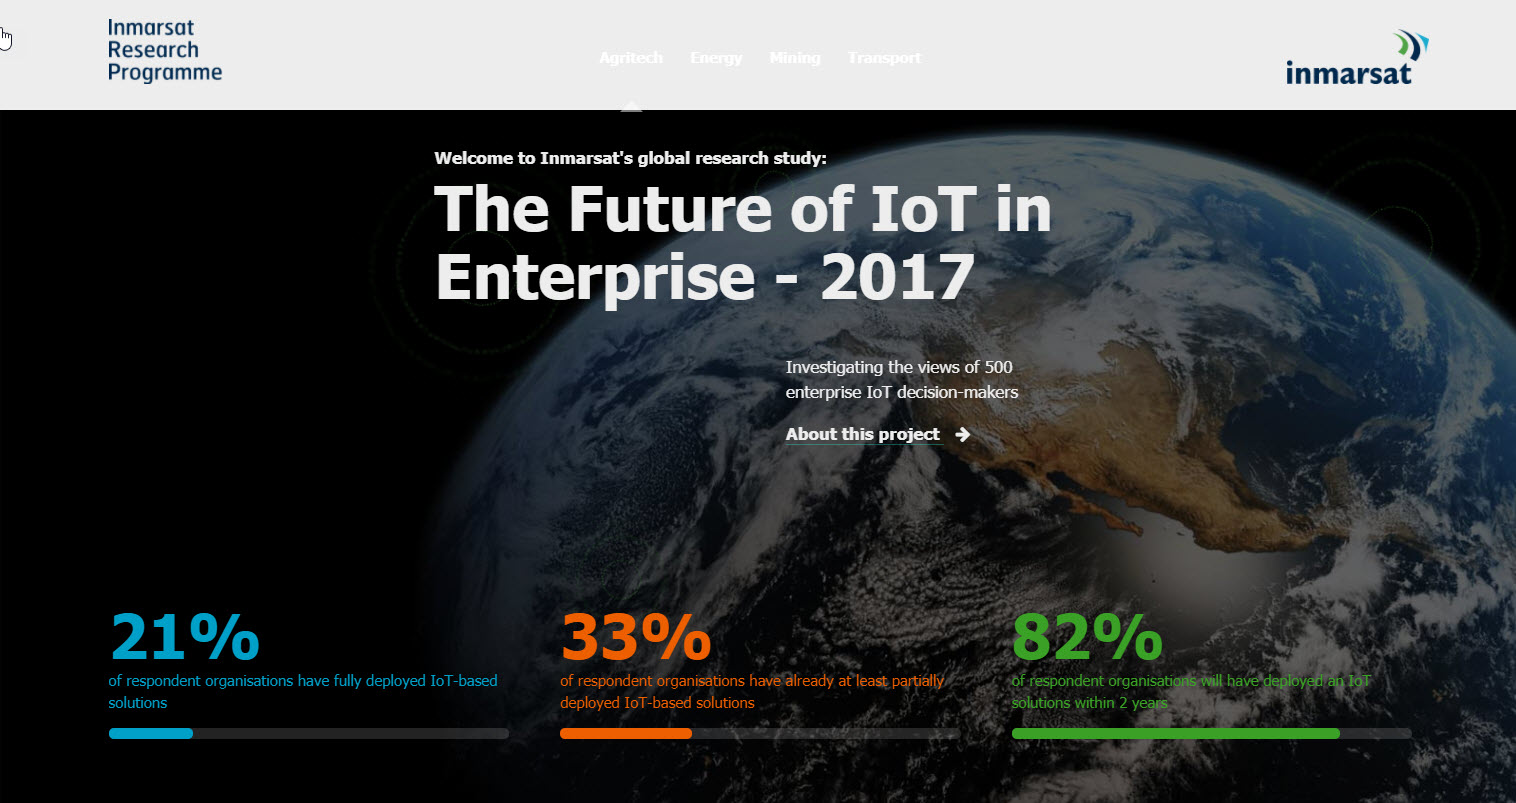 Inmarsat
Research
Programme
Agritech Energy Mining Transport
inmarsat
Welcome to Inmarsat's global research study:
The Future of IoT in
Enterprise - 2017
Investigating the views of 500
enterprise IoT decision-makers
About this project
21%
of respondent organisations have fully deployed IoT-based
solutions
33%
of respondent organisations have already at least partially
deployed IoT-based solutions
82%
of respondent organisations will have deployed an IoT
solutions within 2 years